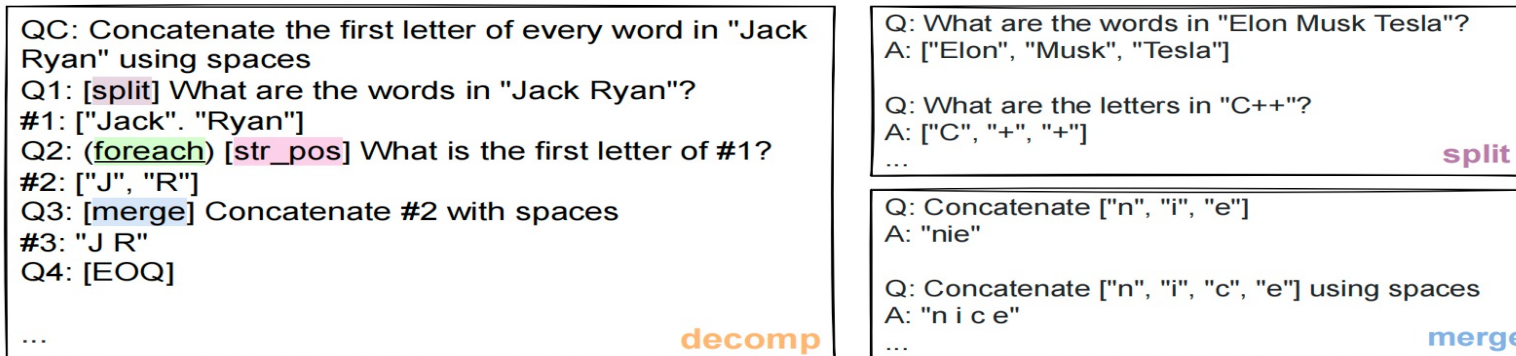 QC: Concatenate the first letter of every word in "Jack
Ryan" using spaces
Q1: [split] What are the words in "Jack Ryan"?
#1: ["Jack". "Ryan"]
Q2: (foreach) [str_pos] What is the first letter of #1?
#2: ["J", "R"]
Q3: [merge] Concatenate #2 with spaces
#3: "J R"
Q4: [EOQ]
...
decomp
Q: What are the words in "Elon Musk Tesla"?
A: ["Elon", "Musk", "Tesla"]
Q: What are the letters in "C++"?
A: ["C", "+", "+"]
...
split
Q: Concatenate ["n", "i", "e"]
A: "nie"
Q: Concatenate ["n", "i", "c", "e"] using spaces
A: "n i c e"
...
merge